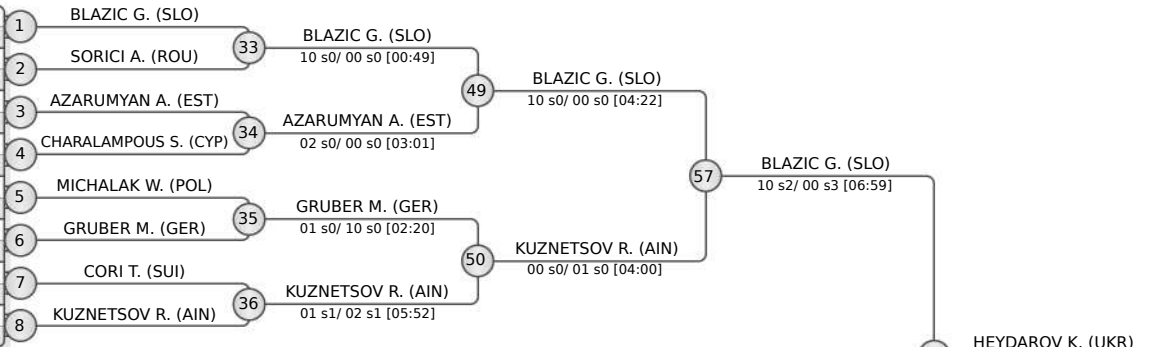 1 BLAZIC G. (SLO)
2 SORICI A. (ROU)
33 BLAZIC G. (SLO)
10 s0/ 00 s0 [00:49]
3 AZARUMYAN A. (EST)
4 CHARALAMPOUS S. (CYP)
34 AZARUMYAN A. (EST)
02 s0/ 00 s0 [03:01]
49 BLAZIC G. (SLO)
10 s0/ 00 s0 [04:22]
5 MICHALAK W. (POL)
6 GRUBER M. (GER)
35 GRUBER M. (GER)
01 s0/ 10 s0 [02:20]
7 CORI T. (SUI)
8 KUZNETSOV R. (AIN)
36 KUZNETSOV R. (AIN)
01 s1/ 02 s1 [05:52]
50 KUZNETSOV R. (AIN)
00 s0/ 01 s0 [04:00]
57 BLAZIC G. (SLO)
10 s2/ 00 s3 [06:59]
HEYDAROV K. (UKR)